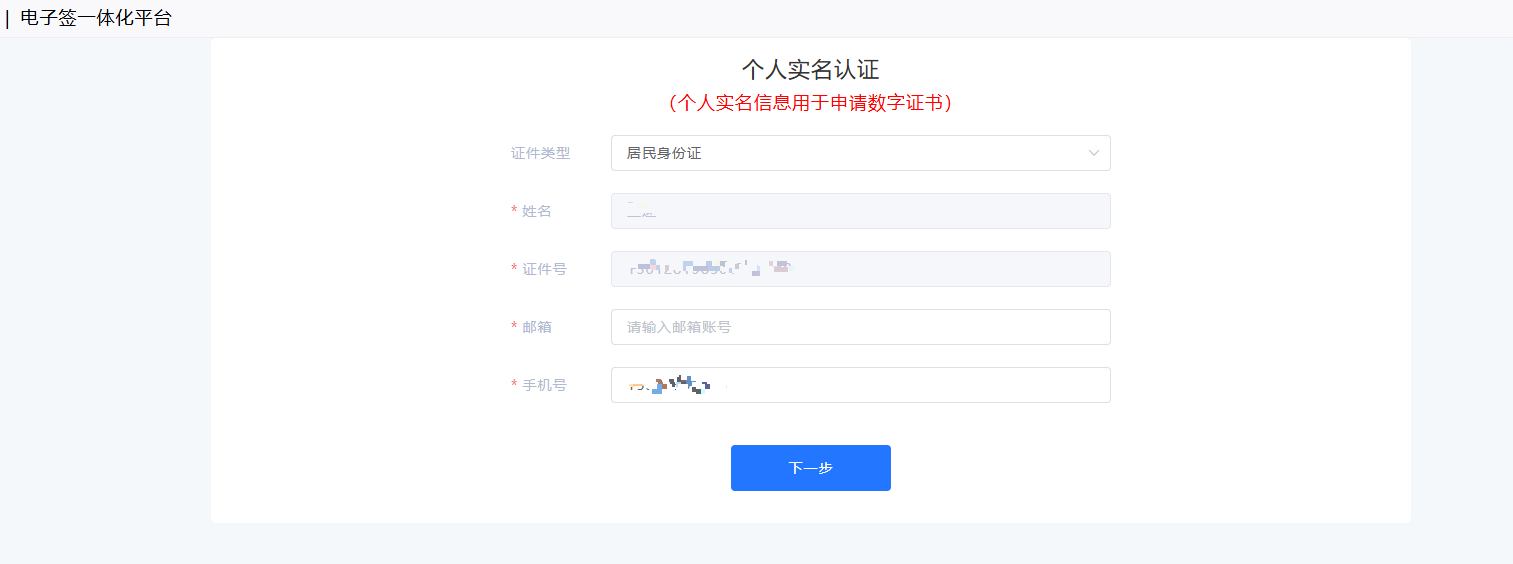 | 电子签一体化平台
个人实名认证
（个人实名信息用于申请数字证书）
证件类型 居民身份证
* 姓名
* 证件号
* 邮箱 请输入邮箱账号
* 手机号
下一步